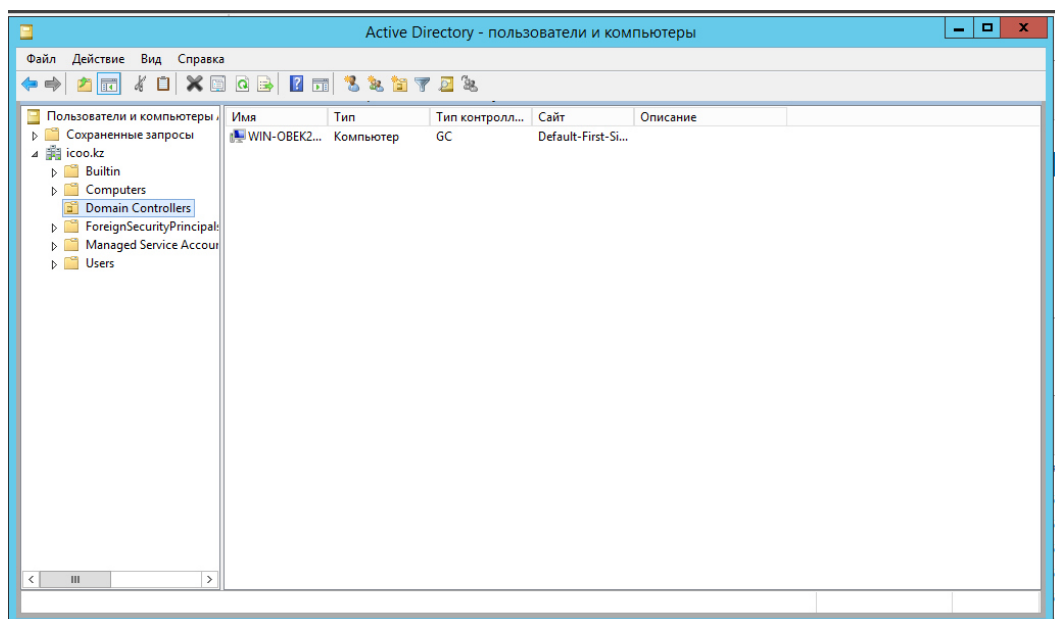 Active Directory - пользователи и компьютеры
Файл Действие Вид Справка
Пользователи и компьютеры
Имя Тип Тип контролл... Сайт Описание
Сохраненные запросы
WIN-OBEK2... Компьютер GC Default-First-Si...
icoo.kz
Builtin
Computers
Domain Controllers
ForeignSecurityPrincipals
Managed Service Accour
Users